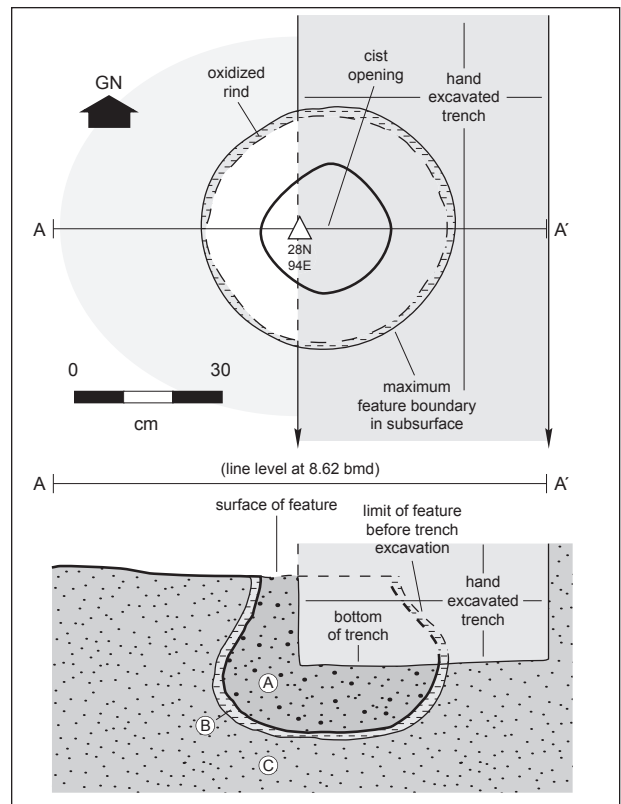 GN
oxidized
rind
cist
opening
hand
excavated
trench
A
A′
28N
94E
0
30
cm
maximum
feature boundary
in subsurface
(line level at 8.62 bmd)
A
A′
surface of feature
limit of feature
before trench
excavation
hand
excavated
trench
bottom
of trench
A
B
C